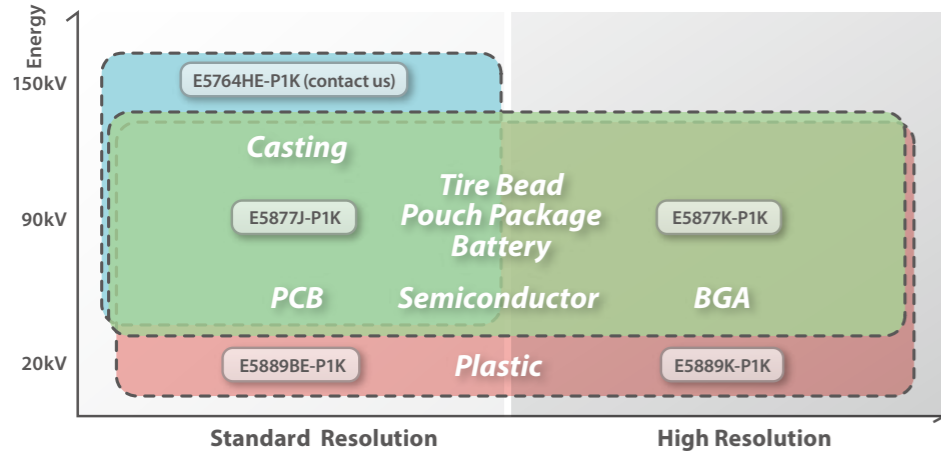 Energy
150kV
E5764HE-P1K (contact us)
Casting
Tire Bead
Pouch Package
Battery
90kV
E5877J-P1K
E5877K-P1K
PCB
Semiconductor
BGA
20kV
E5889BE-P1K
Plastic
E5889K-P1K
Standard Resolution
High Resolution